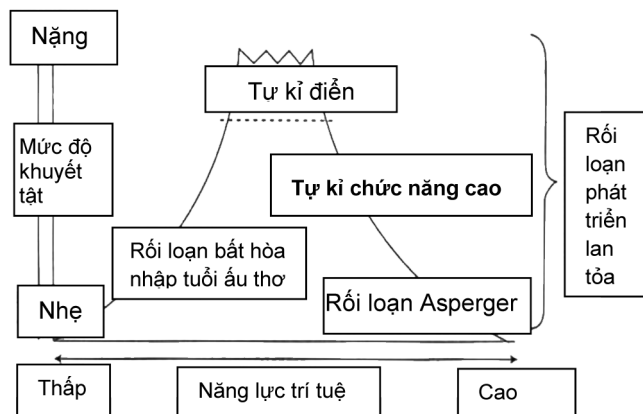 Nặng
Tự kỉ điển
Mức độ
khuyết
tật
Tự kỉ chức năng cao
Rối
loạn
phát
triển
lan
tỏa
Rối loạn bất hòa
nhập tuổi ấu thơ
Nhẹ
Rối loạn Asperger
Thấp
Năng lực trí tuệ
Cao